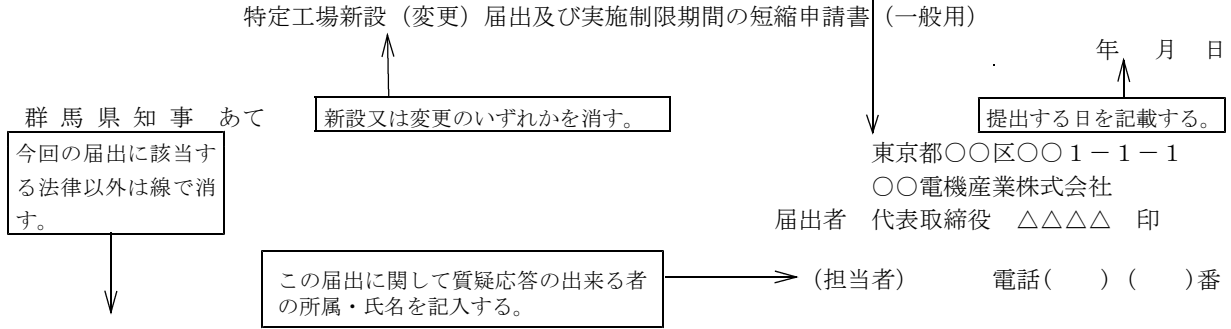 特定工場新設（変更）届出及び実施制限期間の短縮申請書（一般用）
年　月　日
群 馬 県 知 事　あて
新設又は変更のいずれかを消す。
提出する日を記載する。
今回の届出に該当す
る法律以外は線で消
す。
東京都○○区○○１－１－１
○○電機産業株式会社
届出者　代表取締役　△△△△　印
この届出に関して質疑応答の出来る者
の所属・氏名を記入する。
(担当者)　　　電話(　　)（　　)番